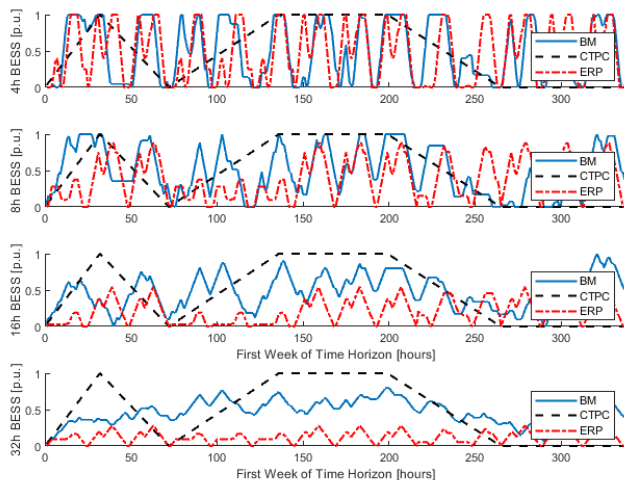 4h BESS [p.u.]
1
0.5
0
0
50
100
150
200
250
300
BM
CTPC
ERP
8h BESS [p.u.]
1
0.5
0
0
50
100
150
200
250
300
BM
CTPC
ERP
16h BESS [p.u.]
1
0.5
0
0
50
100
150
200
250
300
BM
CTPC
ERP
First Week of Time Horizon [hours]
32h BESS [p.u.]
1
0.5
0
0
50
100
150
200
250
300
BM
CTPC
ERP
First Week of Time Horizon [hours]